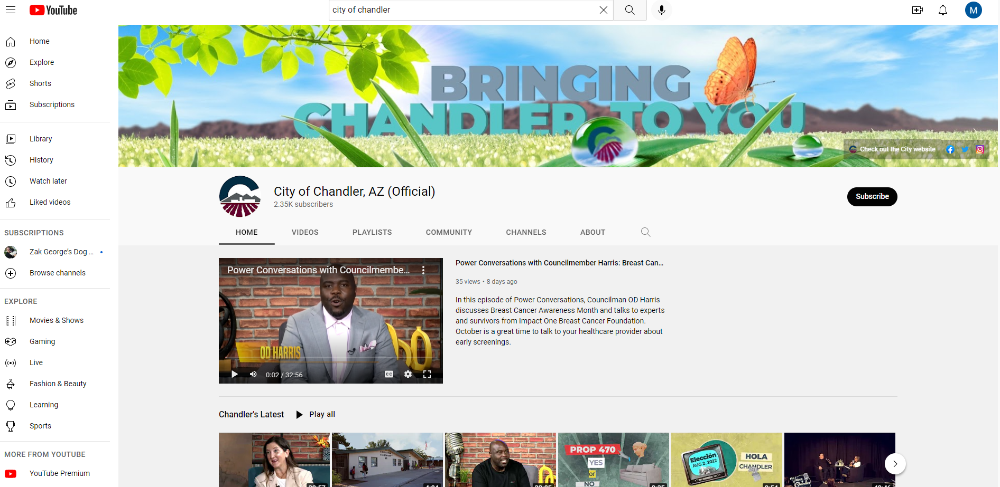 YouTube
city of chandler
M
Home
Explore
Shorts
Subscriptions
Library
History
Watch later
Liked videos
SUBSCRIPTIONS
Zak George's Dog ...
Browse channels
EXPLORE
Movies & Shows
Gaming
Live
Fashion & Beauty
Learning
Sports
MORE FROM YOUTUBE
YouTube Premium
BRINGING
CHANDLER TO YOU
Check out the City website
City of Chandler, AZ (Official)
2.35K subscribers
Subscribe
HOME
VIDEOS
PLAYLISTS
COMMUNITY
CHANNELS
ABOUT
Power Conversations with Councilmembe...
OD HARRIS
0:02 / 32:56
CC
Power Conversations with Councilmember Harris: Breast Can...
35 views • 8 days ago
In this episode of Power Conversations, Councilman OD Harris
discusses Breast Cancer Awareness Month and talks to experts
and survivors from Impact One Breast Cancer Foundation.
October is a great time to talk to your healthcare provider about
early screenings.
Chandler's Latest
Play all
PROP 470
YES
or
NO
Elección
AUG 2, 2022
HOLA
CHANDLER
Voices
Chandler